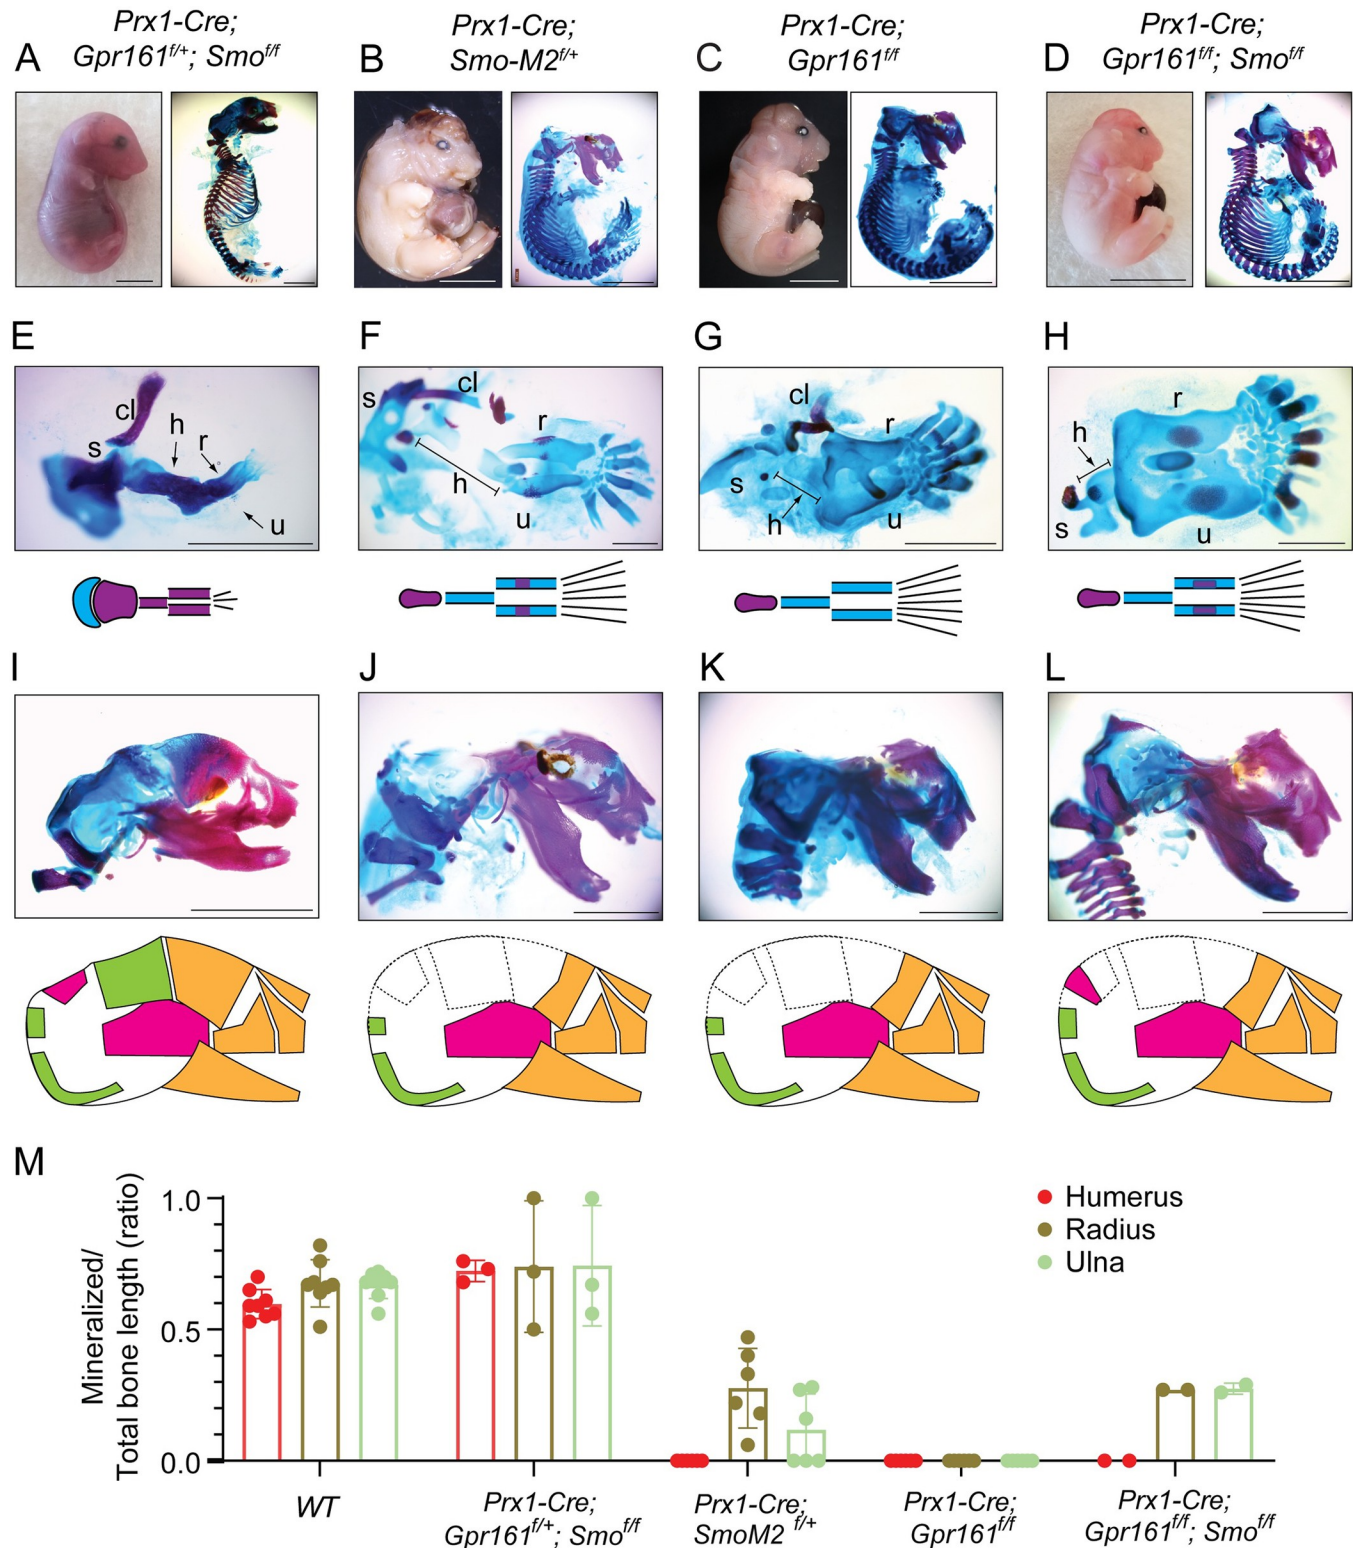 A
Prx1-Cre;
Gpr161f/+; Smof/f
B
Prx1-Cre;
Smo-M2f/+
C
Prx1-Cre;
Gpr161f/f
D
Prx1-Cre;
Gpr161f/f; Smof/f
E
cl
h
s
r
u
F
s
cl
r
h
u
G
cl
r
s
h
u
H
r
h
s
u
I
J
K
L
M
Mineralized/
Total bone length (ratio)
1.0
0.5
0.0
Humerus
Radius
Ulna
WT
Prx1-Cre;
Gpr161f/+; Smof/f
Prx1-Cre;
SmoM2 f/+
Prx1-Cre;
Gpr161f/f
Prx1-Cre;
Gpr161f/f; Smof/f